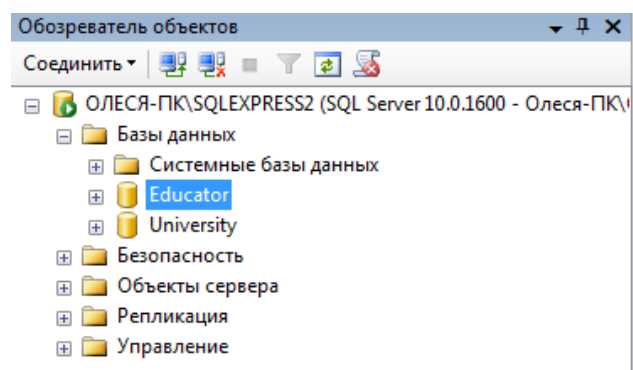 Обозреватель объектов
Соединить
ОЛЕСЯ-ПК\SQLEXPRESS2 (SQL Server 10.0.1600 - Олеся-ПК\
Базы данных
Системные базы данных
Educator
University
Безопасность
Объекты сервера
Репликация
Управление